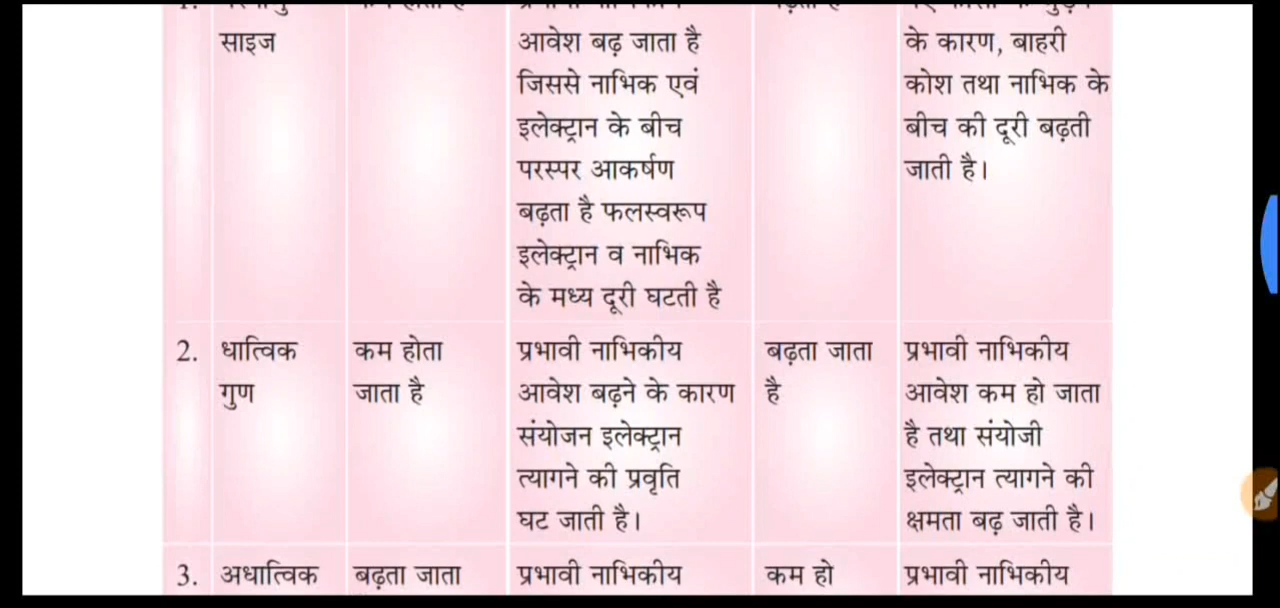 साइज
आवेश बढ़ जाता है
जिससे नाभिक एवं
इलेक्ट्रान के बीच
परस्पर आकर्षण
बढ़ता है फलस्वरूप
इलेक्ट्रान व नाभिक
के मध्य दूरी घटती है
के कारण, बाहरी
कोश तथा नाभिक के
बीच की दूरी बढ़ती
जाती है।
2.
धात्विक
गुण
कम होता
जाता है
प्रभावी नाभिकीय
आवेश बढ़ने के कारण
संयोजन इलेक्ट्रान
त्यागने की प्रवृति
घट जाती है।
बढ़ता जाता
है
प्रभावी नाभिकीय
आवेश कम हो जाता
है तथा संयोजी
इलेक्ट्रान त्यागने की
क्षमता बढ़ जाती है।
3.
अधात्विक
बढ़ता जाता
प्रभावी नाभिकीय
कम हो
प्रभावी नाभिकीय